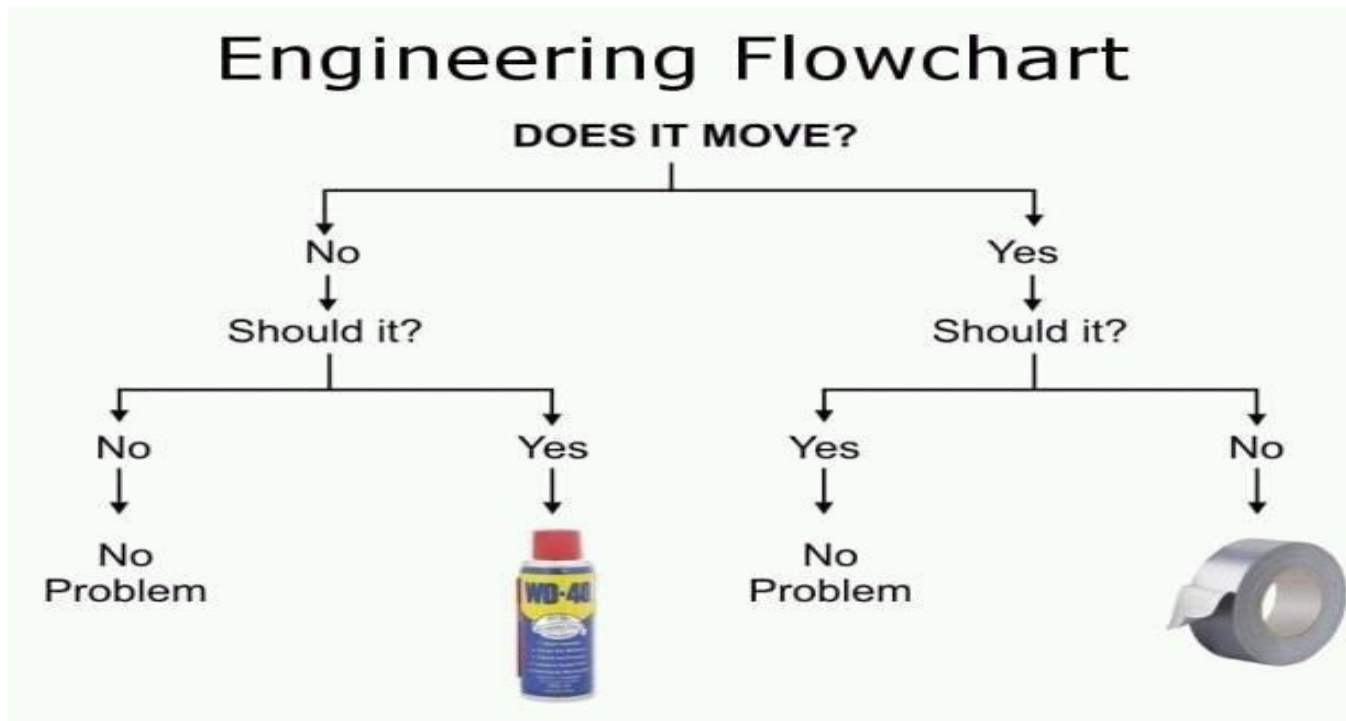 Engineering Flowchart
DOES IT MOVE?
No
Yes
Should it?
Should it?
No
Yes
Yes
No
No
Problem
WD-40
No
Problem